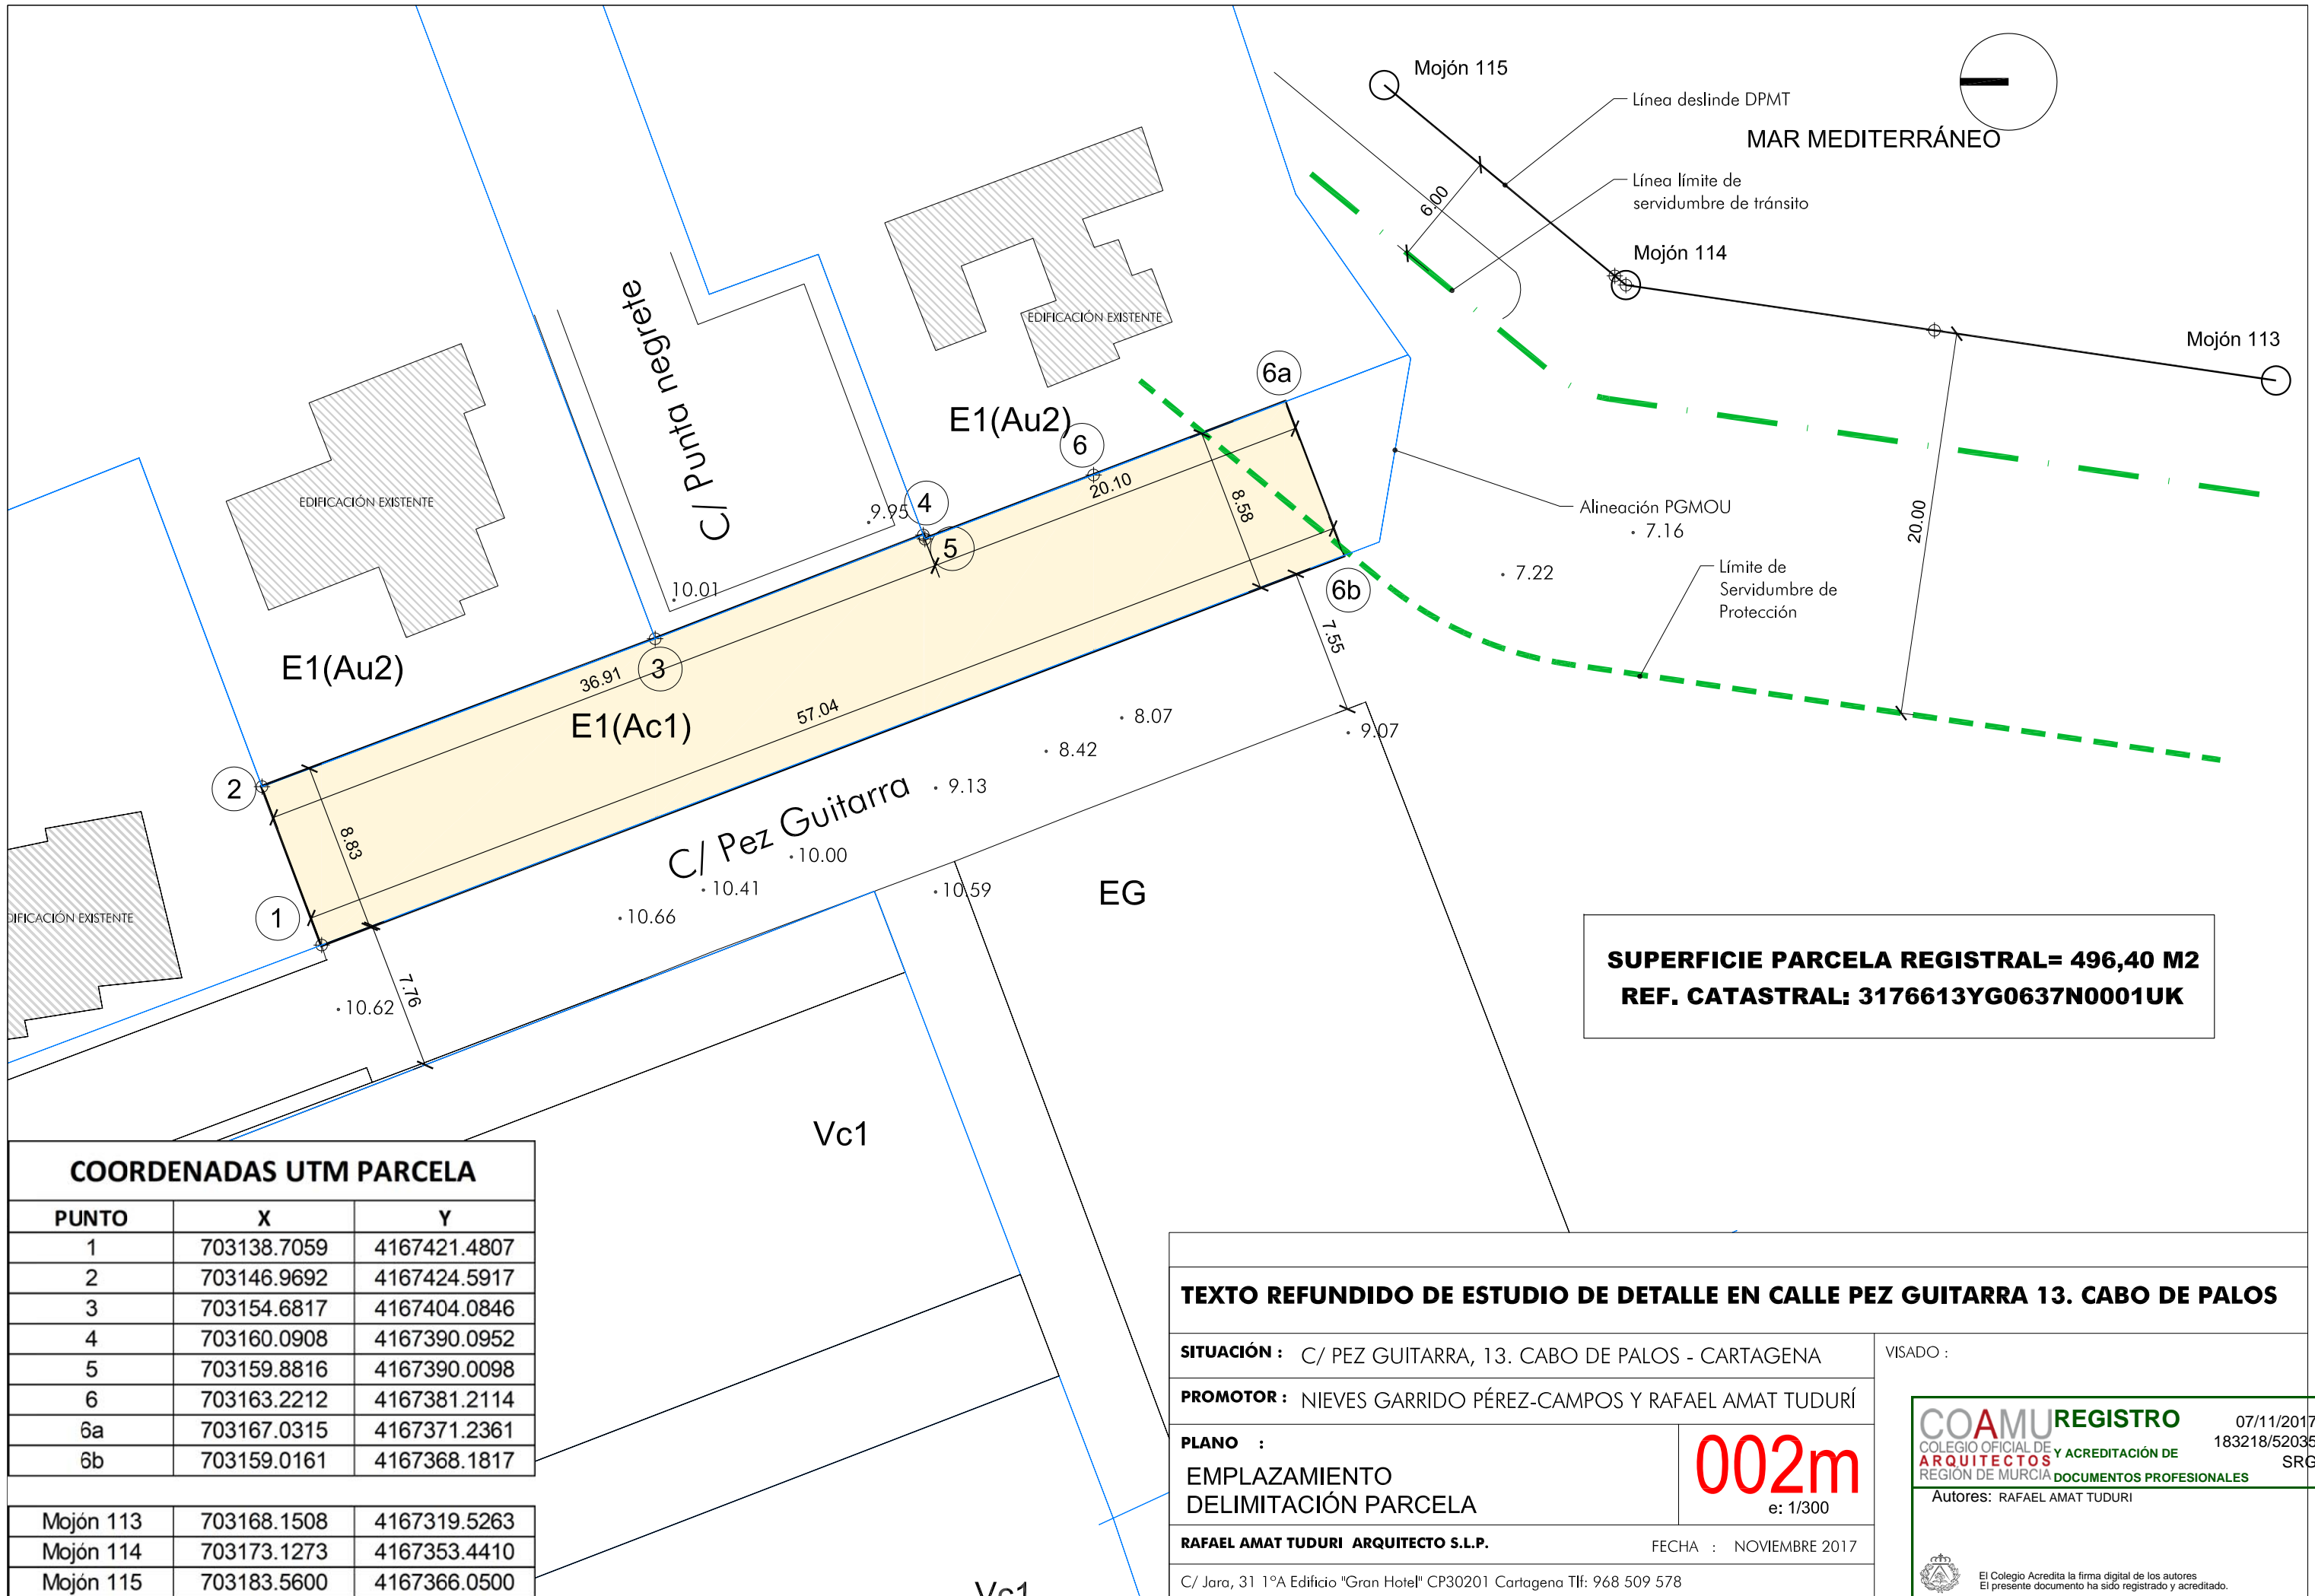 Mojón 115
Línea deslinde DPMT
MAR MEDITERRÁNEO
Línea límite de
servidumbre de tránsito
6.00
Mojón 114
Mojón 113
C/ Punta negrete
EDIFICACIÓN EXISTENTE
EDIFICACIÓN EXISTENTE
E1(Au2)
6a
6
4
5
9.95
20.10
8.58
Alineación PGMOU
7.16
7.22
20.00
Límite de
Servidumbre de
Protección
6b
10.01
7.55
E1(Au2)
3
36.91
57.04
E1(Ac1)
8.07
8.42
9.07
2
8.83
C/ Pez Guitarra
9.13
10.00
10.41
10.59
10.66
EG
1
EDIFICACIÓN EXISTENTE
7.76
10.62
SUPERFICIE PARCELA REGISTRAL= 496,40 M2
REF. CATASTRAL: 3176613YG0637N0001UK
Vc1
Vc1
COORDENADAS UTM PARCELA
PUNTO X Y
1 703138.7059 4167421.4807
2 703146.9692 4167424.5917
3 703154.6817 4167404.0846
4 703160.0908 4167390.0952
5 703159.8816 4167390.0098
6 703163.2212 4167381.2114
6a 703167.0315 4167371.2361
6b 703159.0161 4167368.1817
Mojón 113 703168.1508 4167319.5263
Mojón 114 703173.1273 4167353.4410
Mojón 115 703183.5600 4167366.0500
TEXTO REFUNDIDO DE ESTUDIO DE DETALLE EN CALLE PEZ GUITARRA 13. CABO DE PALOS
SITUACIÓN : C/ PEZ GUITARRA, 13. CABO DE PALOS - CARTAGENA
PROMOTOR : NIEVES GARRIDO PÉREZ-CAMPOS Y RAFAEL AMAT TUDURÍ
PLANO :
EMPLAZAMIENTO
DELIMITACIÓN PARCELA
002m
e: 1/300
RAFAEL AMAT TUDURI ARQUITECTO S.L.P.
FECHA : NOVIEMBRE 2017
C/ Jara, 31 1ºA Edificio "Gran Hotel" CP30201 Cartagena Tlf: 968 509 578
VISADO :
COAMU
COLEGIO OFICIAL DE
ARQUITECTOS
REGIÓN DE MURCIA
REGISTRO
Y ACREDITACIÓN DE
DOCUMENTOS PROFESIONALES
07/11/2017
183218/52035
SRG
Autores: RAFAEL AMAT TUDURI
El Colegio Acredita la firma digital de los autores
El presente documento ha sido registrado y acreditado.